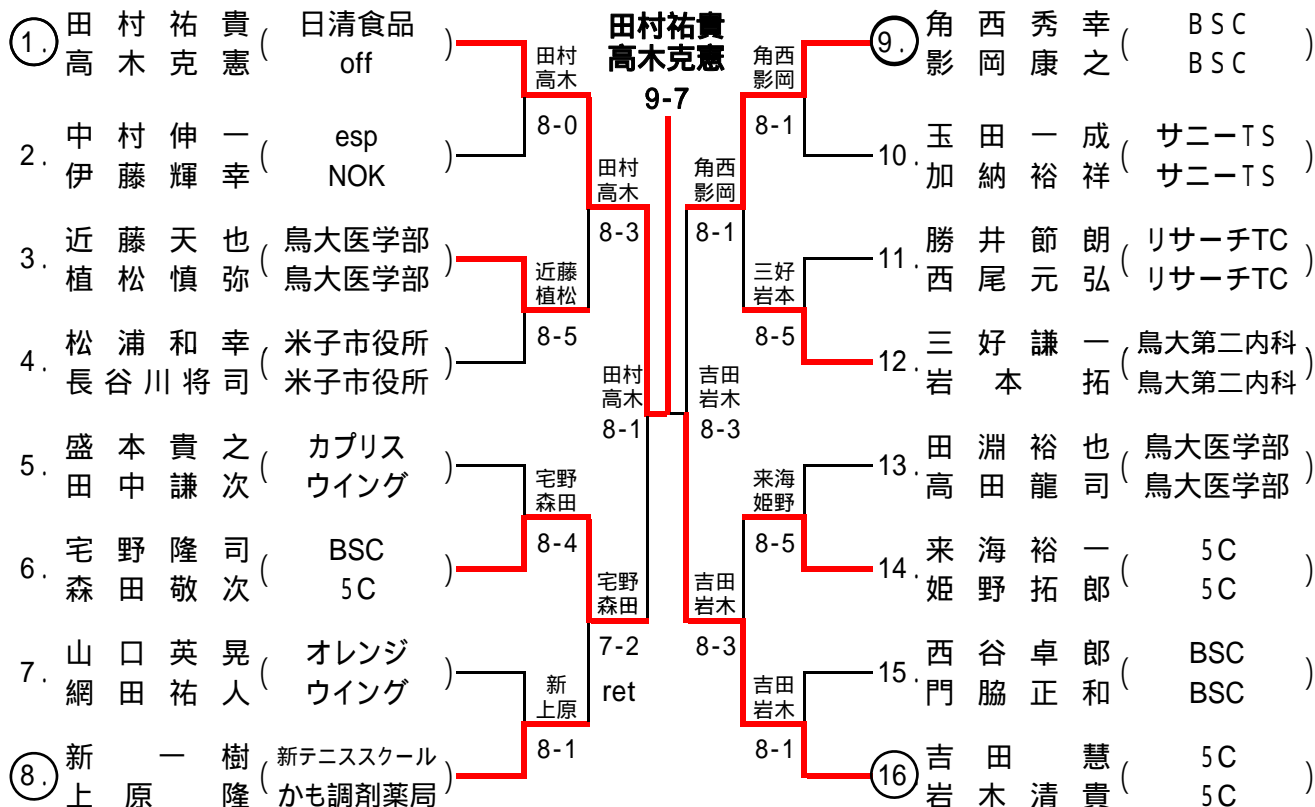 田村祐貴
高木克憲
9-7
1. 田村祐貴 ( 日清食品 )
高木克憲 off
2. 中村伸一 ( esp )
伊藤輝幸 NOK
3. 近藤天也 ( 鳥大医学部 )
植松慎弥 鳥大医学部
4. 松浦和幸 ( 米子市役所 )
長谷川将司 米子市役所
5. 盛本貴之 ( カプリス )
田中謙次 ウイング
6. 宅野隆司 ( BSC )
森田敬次 5C
7. 山口英晃 ( オレンジ )
網田祐人 ウイング
8. 新一樹 ( 新テニススクール )
上原隆 かも調剤薬局
田村
高木
8-0
近藤
植松
8-5
宅野
森田
8-4
新
上原
8-1
田村
高木
8-3
宅野
森田
7-2
ret
田村
高木
8-1
吉田
岩木
8-3
角西
影岡
8-1
吉田
岩木
8-3
角西
影岡
8-1
三好
岩本
8-5
来海
姫野
8-5
吉田
岩木
8-1
9. 角西秀幸 ( BSC )
影岡康之 BSC
10. 玉田一成 ( サニーTS )
加納裕祥 サニーTS
11. 勝井節朗 ( リサーチTC )
西尾元弘 リサーチTC
12. 三好謙一 ( 鳥大第二内科 )
岩本拓 鳥大第二内科
13. 田淵裕也 ( 鳥大医学部 )
高田龍司 鳥大医学部
14. 来海裕一 ( 5C )
姫野拓郎 5C
15. 西谷卓郎 ( BSC )
門脇正和 BSC
16 吉田慧 ( 5C )
岩木清貴 5C